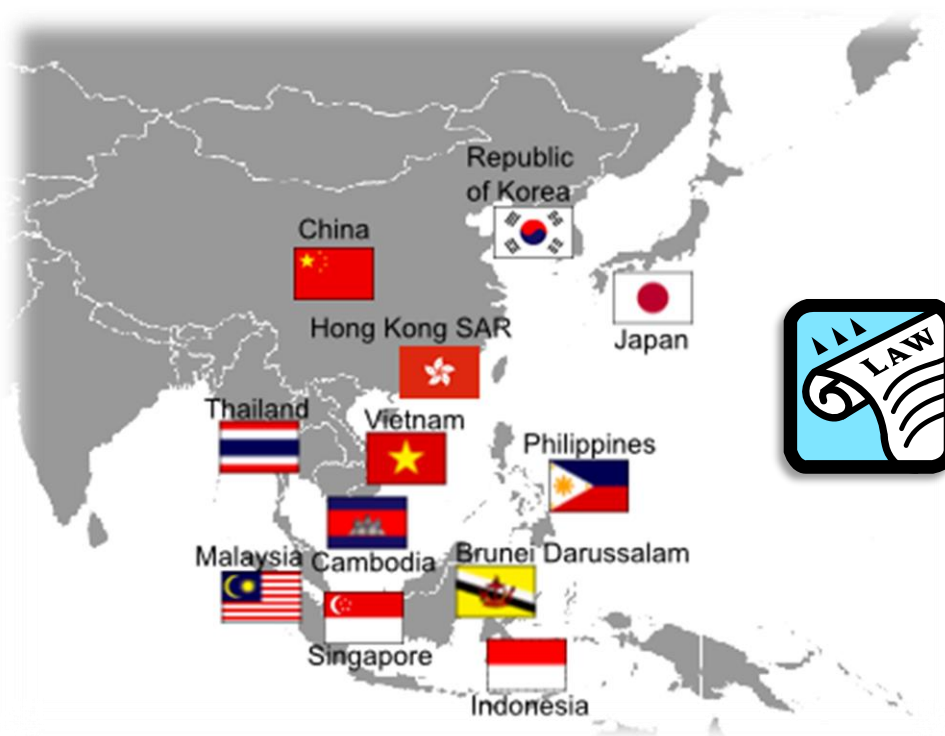 Republic
of Korea
China
Japan
Hong Kong SAR
LAW
Thailand
Vietnam
Philippines
Malaysia
Cambodia
Brunei Darussalam
Singapore
Indonesia